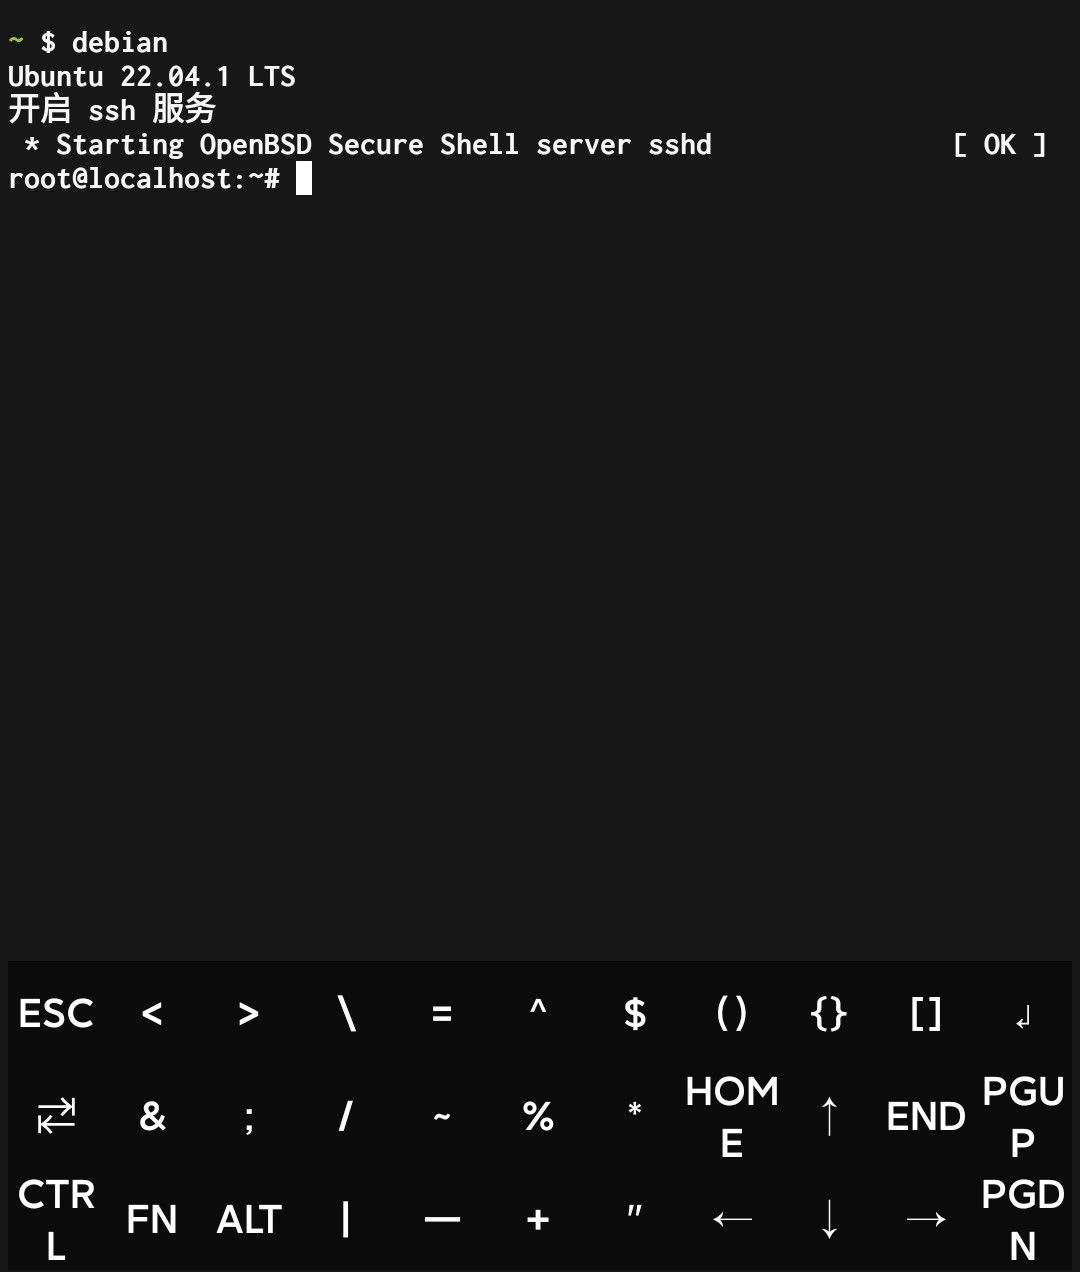 ~ $ debian
Ubuntu 22.04.1 LTS
开启 ssh 服务
 * Starting OpenBSD Secure Shell server sshd [ OK ]
root@localhost:~#
ESC < > \ = ^ $ () {} [] ↲
⇄ & ; / ~ % * HOME ↑ END PGUP
CTRL FN ALT | — + " ← ↓ → PGDN